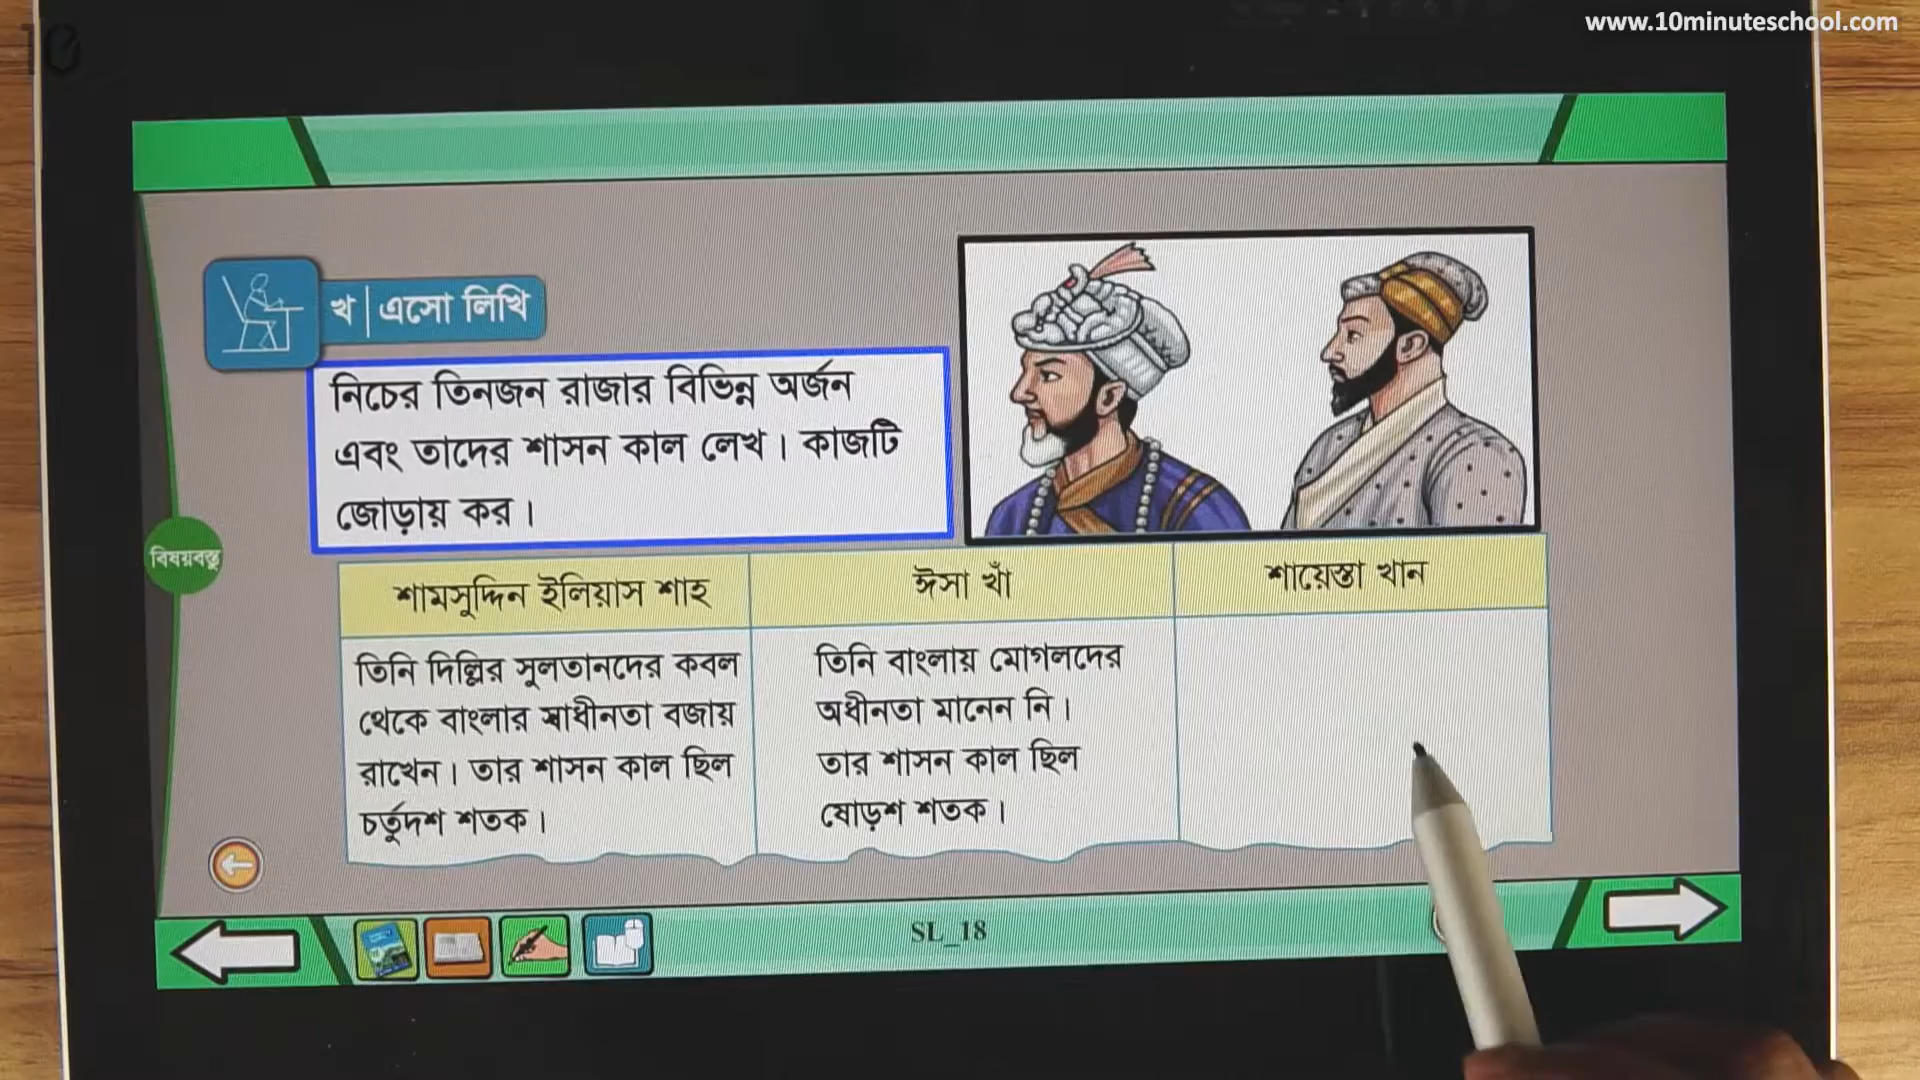 www.10minuteschool.com
10
খ | এসো লিখি
নিচের তিনজন রাজার বিভিন্ন অর্জন
এবং তাদের শাসন কাল লেখ। কাজটি
জোড়ায় কর।
বিষয়বস্তু
শামসুদ্দিন ইলিয়াস শাহ
তিনি দিল্লির সুলতানদের কবল
থেকে বাংলার স্বাধীনতা বজায়
রাখেন। তার শাসন কাল ছিল
চর্তুদশ শতক।
ঈসা খাঁ
তিনি বাংলায় মোগলদের
অধীনতা মানেন নি।
তার শাসন কাল ছিল
ষোড়শ শতক।
শায়েস্তা খান
SL_18